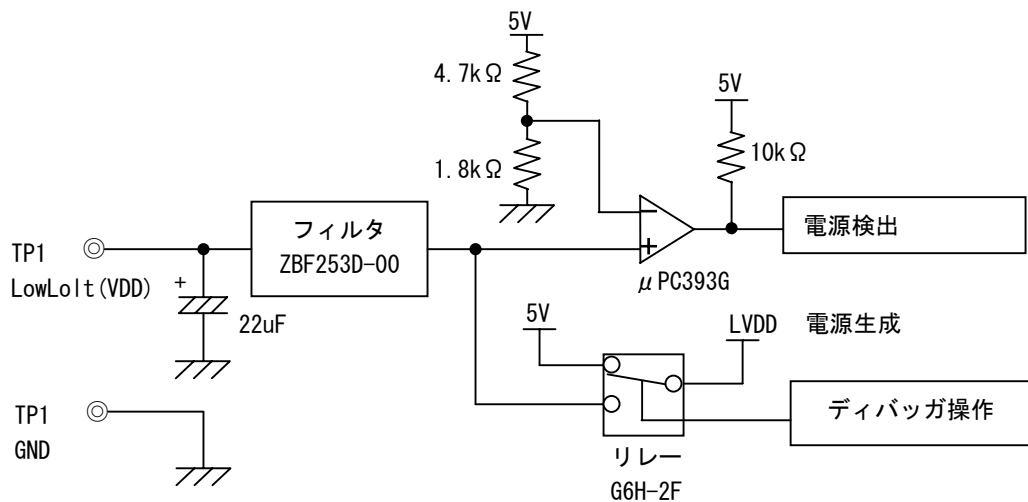 5V
4.7kΩ
5V
1.8kΩ
10kΩ
フィルタ
ZBF253D-00
電源検出
TP1
LowLolt(VDD)
+
22uF
−
+
μPC393G
5V
LVDD
電源生成
TP1
GND
ディバッガ操作
リレー
G6H-2F